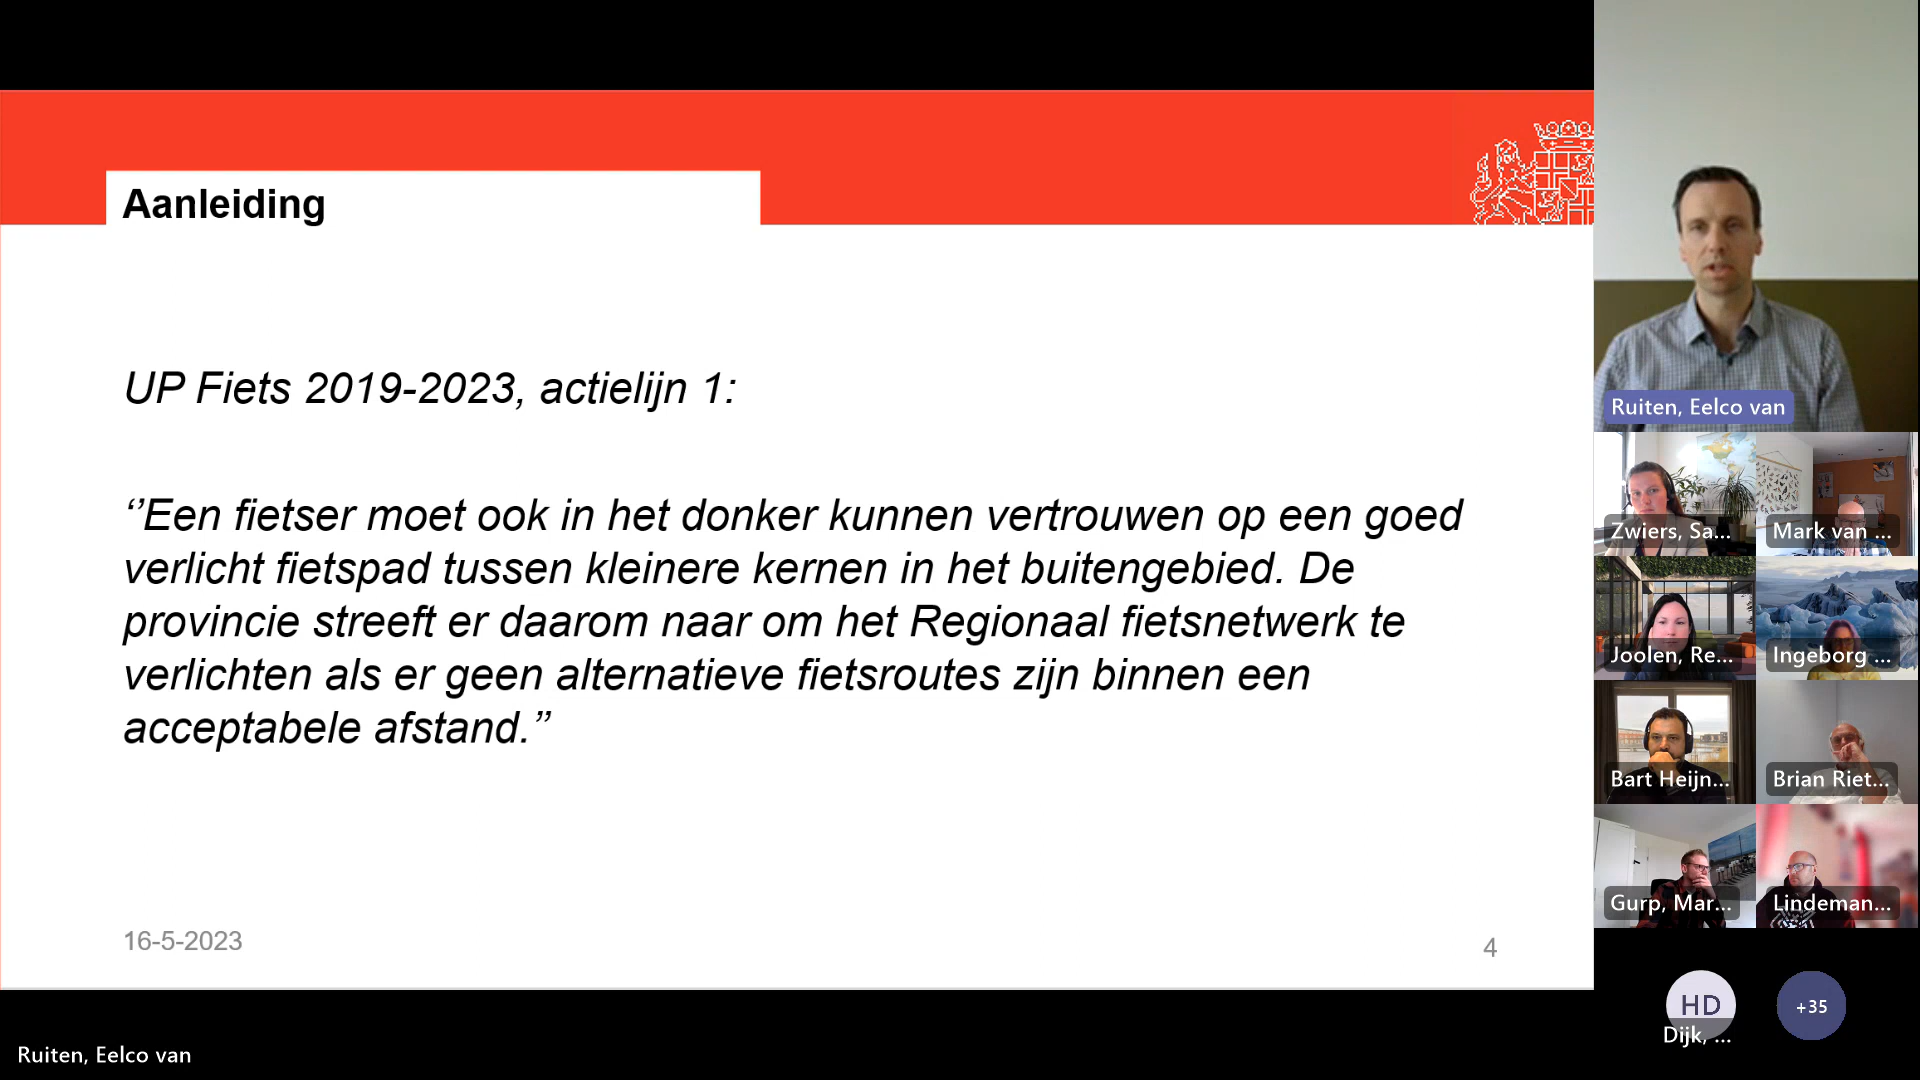 Aanleiding
UP Fiets 2019-2023, actielijn 1:
‘’Een fietser moet ook in het donker kunnen vertrouwen op een goed
verlicht fietspad tussen kleinere kernen in het buitengebied. De
provincie streeft er daarom naar om het Regionaal fietsnetwerk te
verlichten als er geen alternatieve fietsroutes zijn binnen een
acceptabele afstand.’’
16-5-2023
4
Ruiten, Eelco van
Zwiers, Sa...
Mark van ...
Joolen, Re...
Ingeborg ...
Bart Heijn...
Brian Riet...
Gurp, Mar...
Lindeman...
HD
Dijk, ...
+35
Ruiten, Eelco van